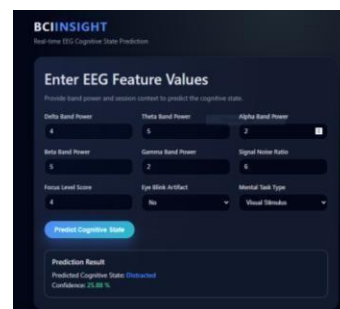 BCIINSIGHT
Real-time EEG Cognitive State Prediction
Enter EEG Feature Values
Provide band power and session context to predict the cognitive state.
Delta Band Power
Theta Band Power
Alpha Band Power
4
5
2
Beta Band Power
Gamma Band Power
Signal Noise Ratio
5
2
6
Focus Level Score
Eye Blink Artifact
Mental Task Type
4
No
Visual Stimulus
Predict Cognitive State
Prediction Result
Predicted Cognitive State: Distracted
Confidence: 25.88 %